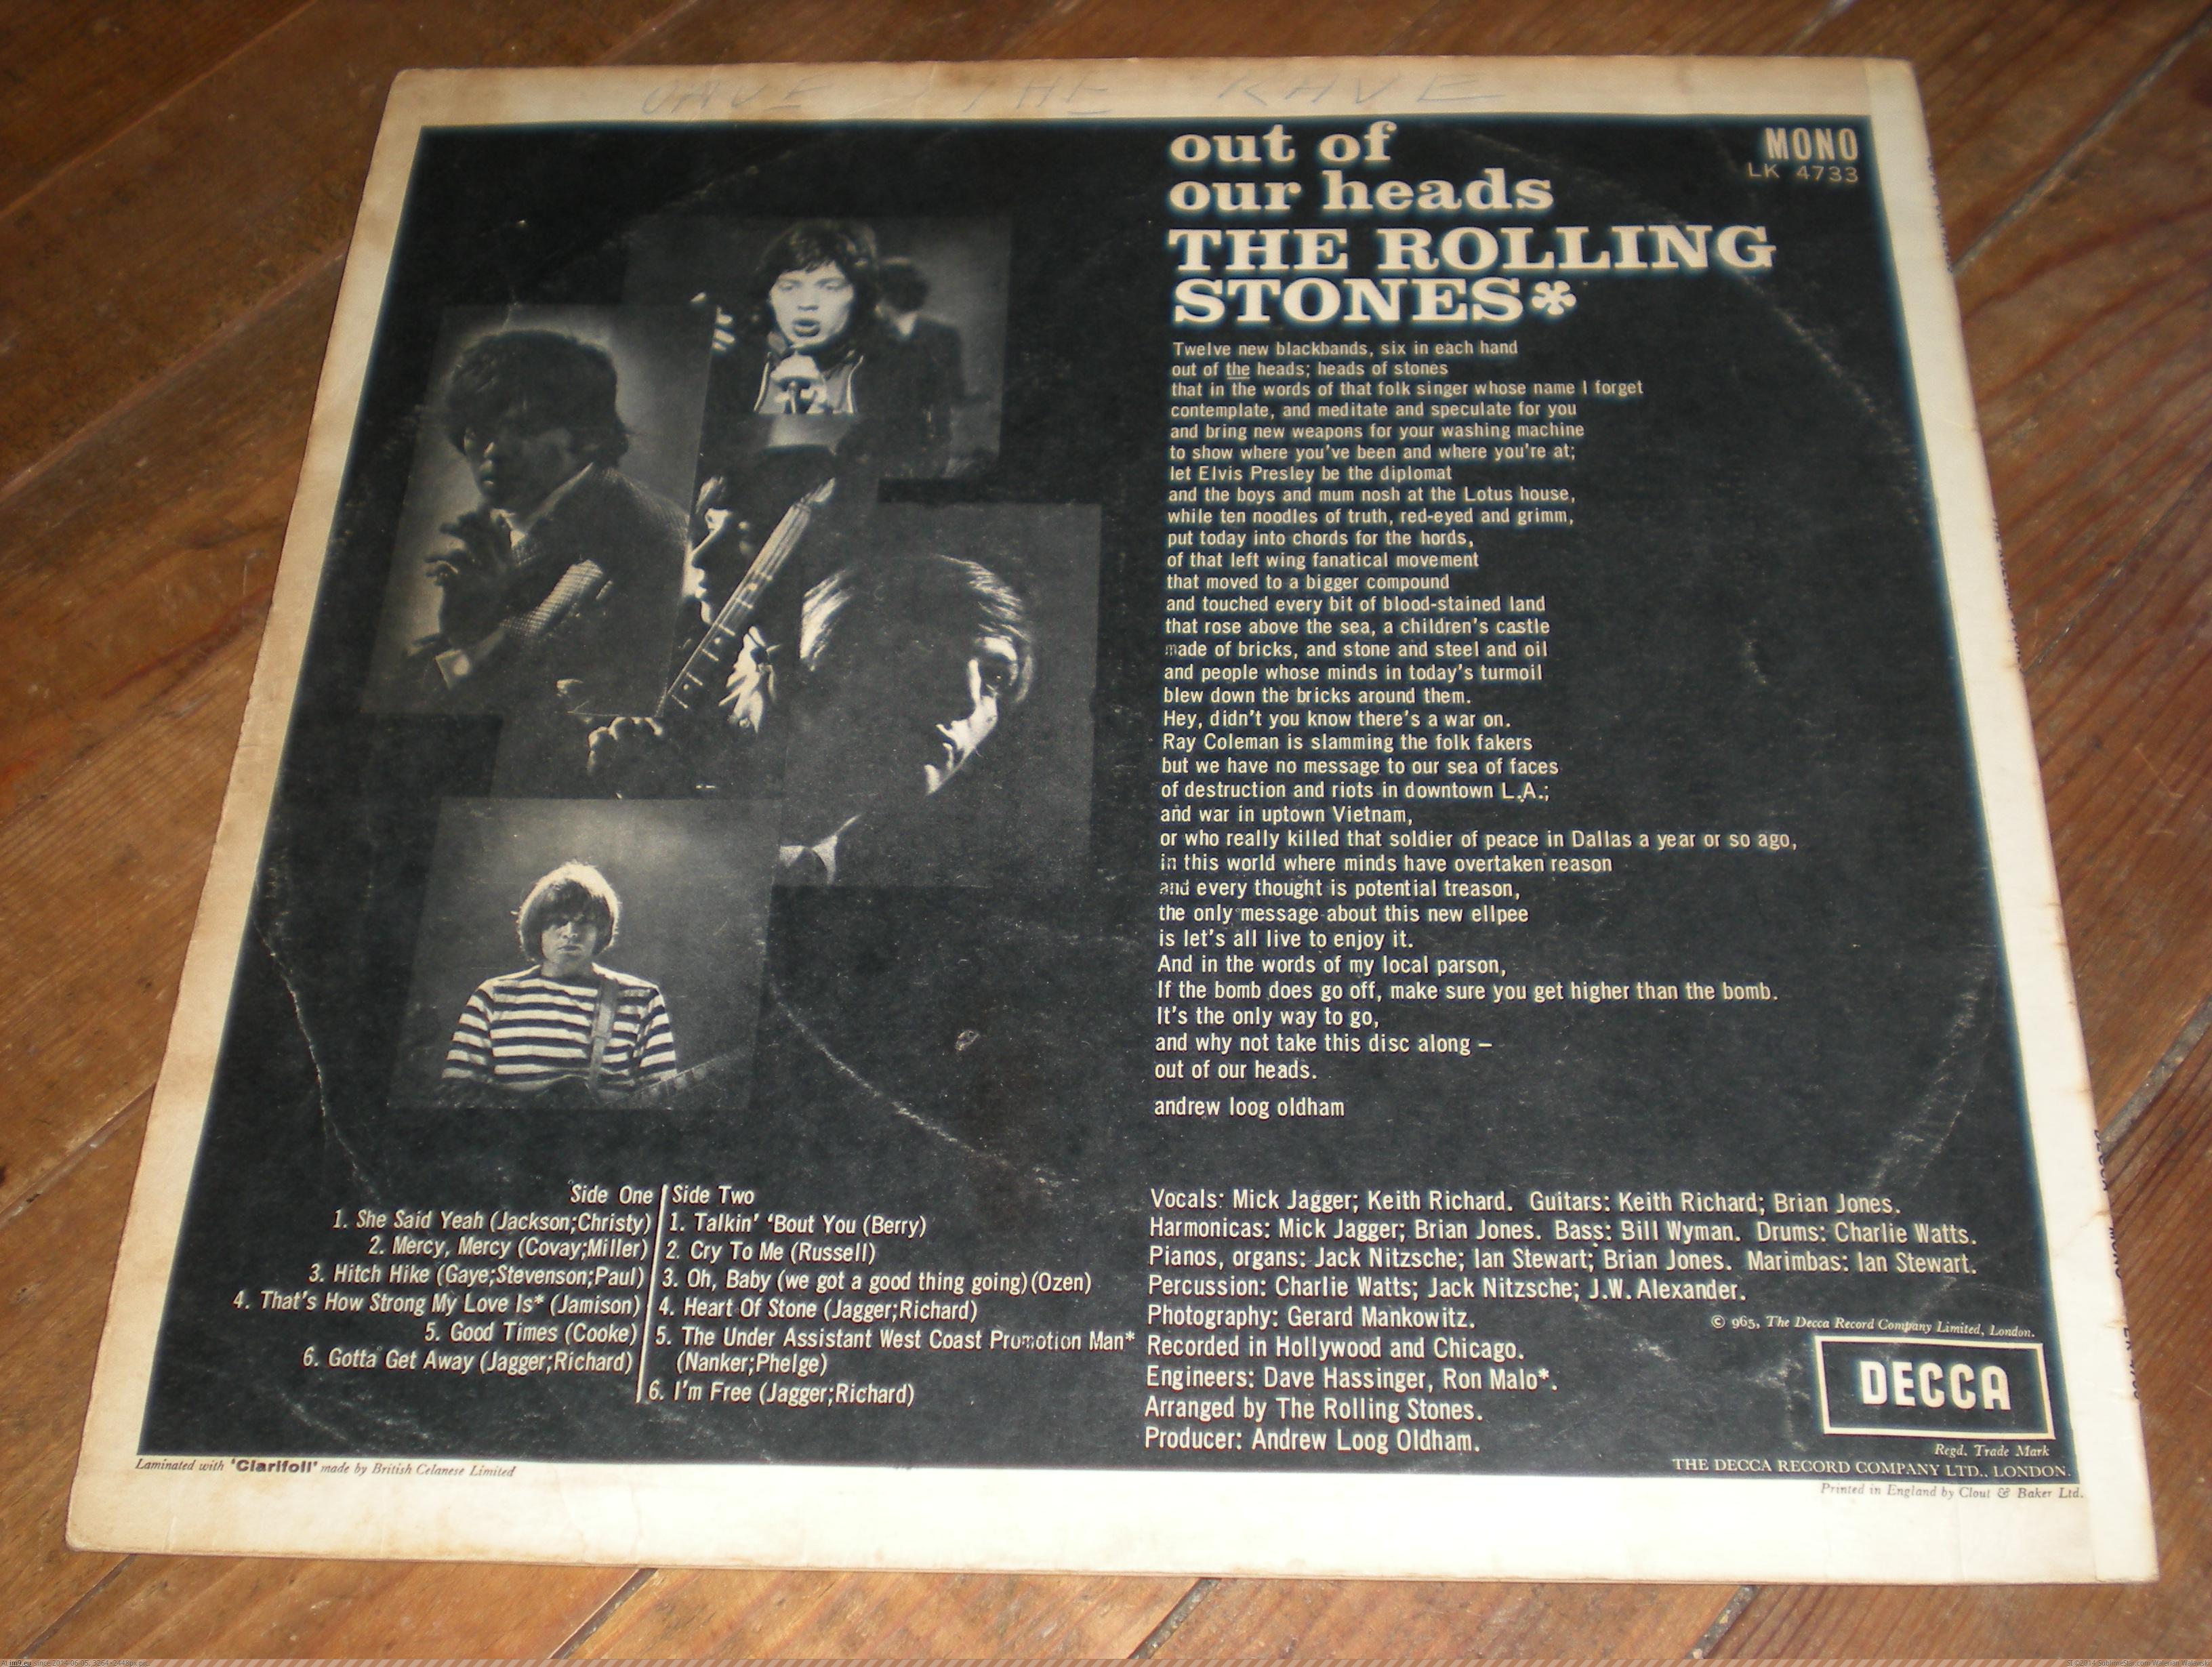 THE KAVE
out of
our heads
THE ROLLING
STONES*
MONO
LK 4733
Twelve new blackbands, six in each hand
out of the heads; heads of stones
that in the words of that folk singer whose name I forget
contemplate, and meditate and speculate for you
and bring new weapons for your washing machine
to show where you've been and where you're at;
let Elvis Presley be the diplomat
and the boys and mum nosh at the Lotus house,
while ten noodles of truth, red-eyed and grimm,
put today into chords for the hords,
of that left wing fanatical movement
that moved to a bigger compound
and touched every bit of blood-stained land
that rose above the sea, a children's castle
made of bricks, and stone and steel and oil
and people whose minds in today's turmoil
blew down the bricks around them.
Hey, didn't you know there's a war on.
Ray Coleman is slamming the folk fakers
but we have no message to our sea of faces
of destruction and riots in downtown L.A.;
and war in uptown Vietnam,
or who really killed that soldier of peace in Dallas a year or so ago,
in this world where minds have overtaken reason
and every thought is potential treason,
the only message about this new ellpee
is let's all live to enjoy it.
And in the words of my local parson,
If the bomb does go off, make sure you get higher than the bomb.
It's the only way to go,
and why not take this disc along –
out of our heads.
andrew loog oldham
Side One
1. She Said Yeah (Jackson;Christy)
2. Mercy, Mercy (Covay;Miller)
3. Hitch Hike (Gaye;Stevenson;Paul)
4. That's How Strong My Love Is* (Jamison)
5. Good Times (Cooke)
6. Gotta Get Away (Jagger;Richard)
Side Two
1. Talkin' 'Bout You (Berry)
2. Cry To Me (Russell)
3. Oh, Baby (we got a good thing going) (Ozen)
4. Heart Of Stone (Jagger;Richard)
5. The Under Assistant West Coast Promotion Man*
(Nanker;Phelge)
6. I'm Free (Jagger;Richard)
Vocals: Mick Jagger; Keith Richard. Guitars: Keith Richard; Brian Jones.
Harmonicas: Mick Jagger; Brian Jones. Bass: Bill Wyman. Drums: Charlie Watts.
Pianos, organs: Jack Nitzsche; Ian Stewart; Brian Jones. Marimbas: Ian Stewart.
Percussion: Charlie Watts; Jack Nitzsche; J.W. Alexander.
Photography: Gerard Mankowitz.
Recorded in Hollywood and Chicago.
Engineers: Dave Hassinger, Ron Malo*.
Arranged by The Rolling Stones.
Producer: Andrew Loog Oldham.
© 965, The Decca Record Company Limited, London.
DECCA
Regd. Trade Mark
THE DECCA RECORD COMPANY LTD., LONDON.
Laminated with 'Clarifoil' made by British Celanese Limited
Printed in England by Clout & Baker Ltd.